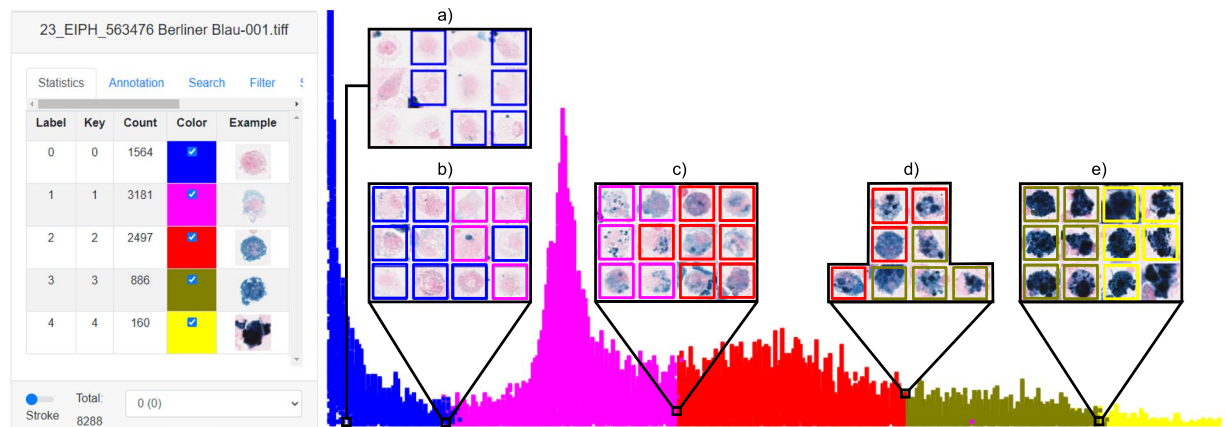 23_EIPH_563476 Berliner Blau-001.tiff
Statistics Annotation Search Filter
Label Key Count Color Example
0 0 1564
1 1 3181
2 2 2497
3 3 886
4 4 160
Stroke Total: 8288 0 (0)
a)
b) c) d) e)